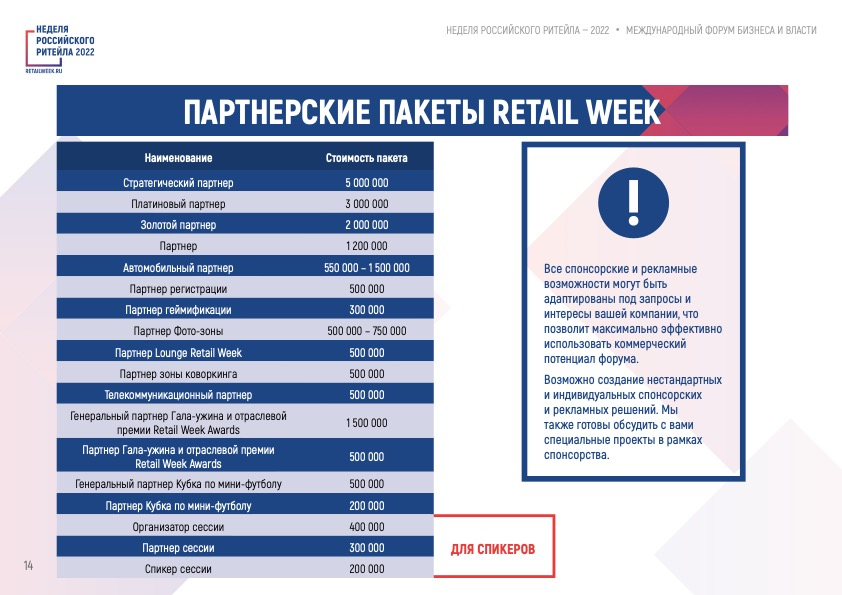 НЕДЕЛЯ
РОССИЙСКОГО
РИТЕЙЛА 2022
RETAILWEEK.RU
НЕДЕЛЯ РОССИЙСКОГО РИТЕЙЛА – 2022 • МЕЖДУНАРОДНЫЙ ФОРУМ БИЗНЕСА И ВЛАСТИ
ПАРТНЕРСКИЕ ПАКЕТЫ RETAIL WEEK
Наименование Стоимость пакета
Стратегический партнер 5 000 000
Платиновый партнер 3 000 000
Золотой партнер 2 000 000
Партнер 1 200 000
Автомобильный партнер 550 000 – 1 500 000
Партнер регистрации 500 000
Партнер геймификации 300 000
Партнер Фото-зоны 500 000 – 750 000
Партнер Lounge Retail Week 500 000
Партнер зоны коворкинга 500 000
Телекоммуникационный партнер 500 000
Генеральный партнер Гала-ужина и отраслевой
премии Retail Week Awards 1 500 000
Партнер Гала-ужина и отраслевой премии
Retail Week Awards 500 000
Генеральный партнер Кубка по мини-футболу 500 000
Партнер Кубка по мини-футболу 200 000
Организатор сессии 400 000
Партнер сессии 300 000
Спикер сессии 200 000
ДЛЯ СПИКЕРОВ
!
Все спонсорские и рекламные
возможности могут быть
адаптированы под запросы и
интересы вашей компании, что
позволит максимально эффективно
использовать коммерческий
потенциал форума.
Возможно создание нестандартных
и индивидуальных спонсорских
и рекламных решений. Мы
также готовы обсудить с вами
специальные проекты в рамках
спонсорства.
14